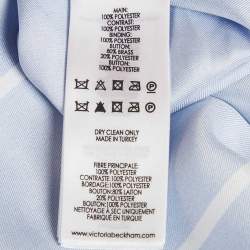 MAIN:
100% POLYESTER
CONTRAST:
100% POLYESTER
BINDING:
100% POLYESTER
BUTTON:
80% BRASS
20% POLYESTER
BUTTON:
100% POLYESTER
DRY CLEAN ONLY
MADE IN TURKEY
FIBRE PRINCIPALE:
100% POLYESTER
CONTRASTE:100% POLYESTER
BORDAGE:100% POLYESTER
BOUTON:80% LAITON
20% POLYESTER
BOUTON:100% POLYESTER
NETTOYAGE À SEC UNIQUEMENT
FABRIQUÉ EN TURQUIE
www.victoriabeckham.com